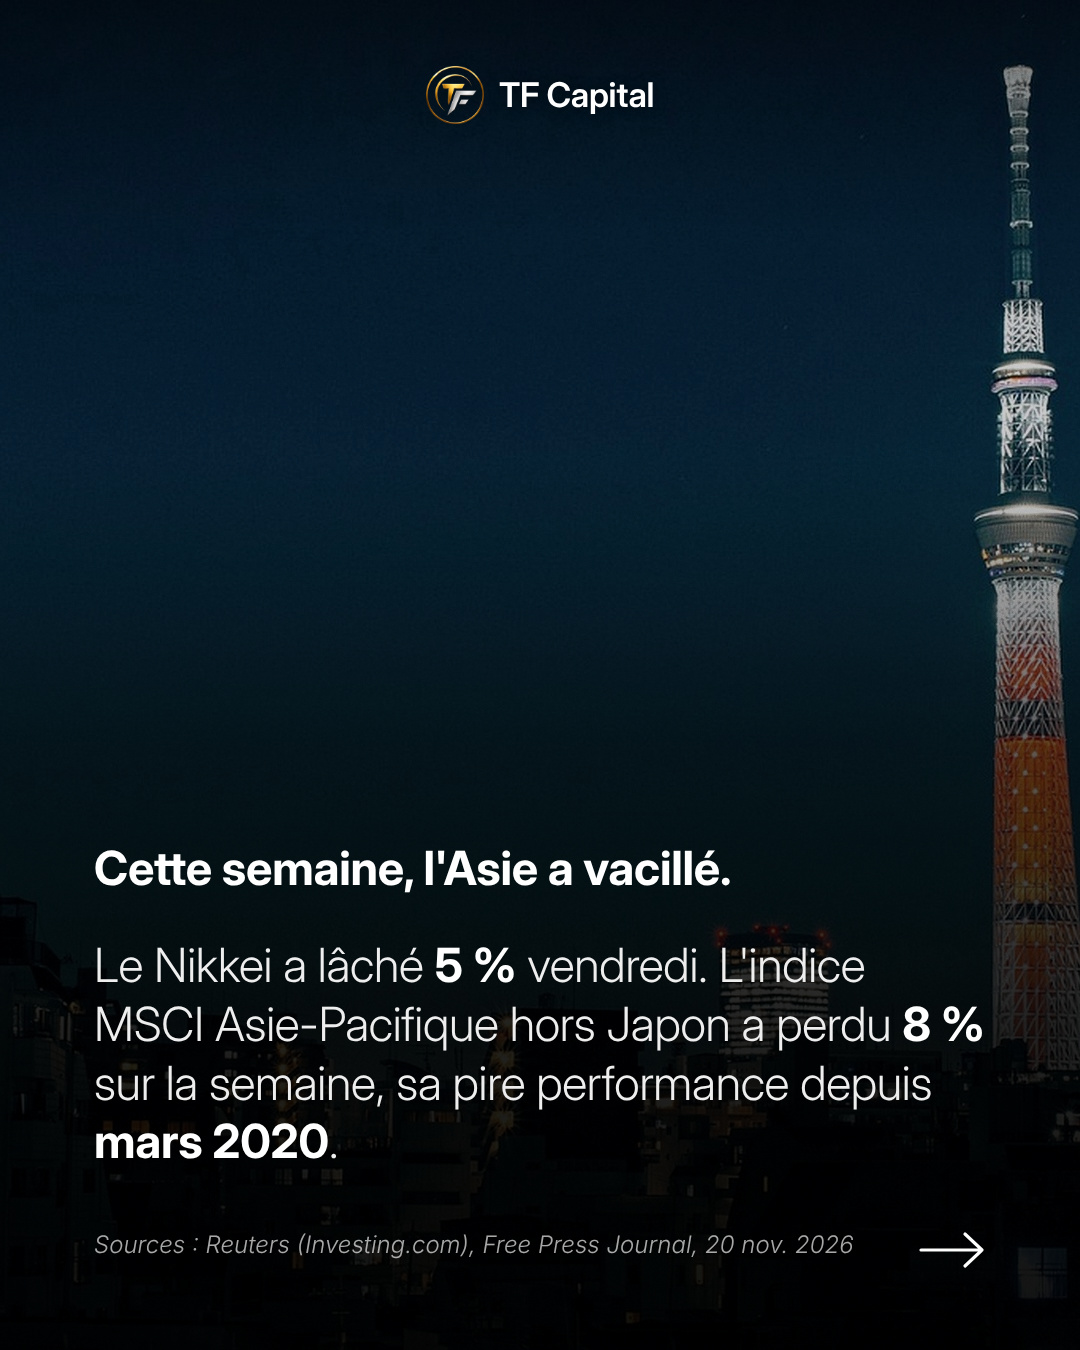 TF Capital
Cette semaine, l'Asie a vacillé.
Le Nikkei a lâché 5 % vendredi. L'indice
MSCI Asie-Pacifique hors Japon a perdu 8 %
sur la semaine, sa pire performance depuis
mars 2020.
Sources : Reuters (Investing.com), Free Press Journal, 20 nov. 2026